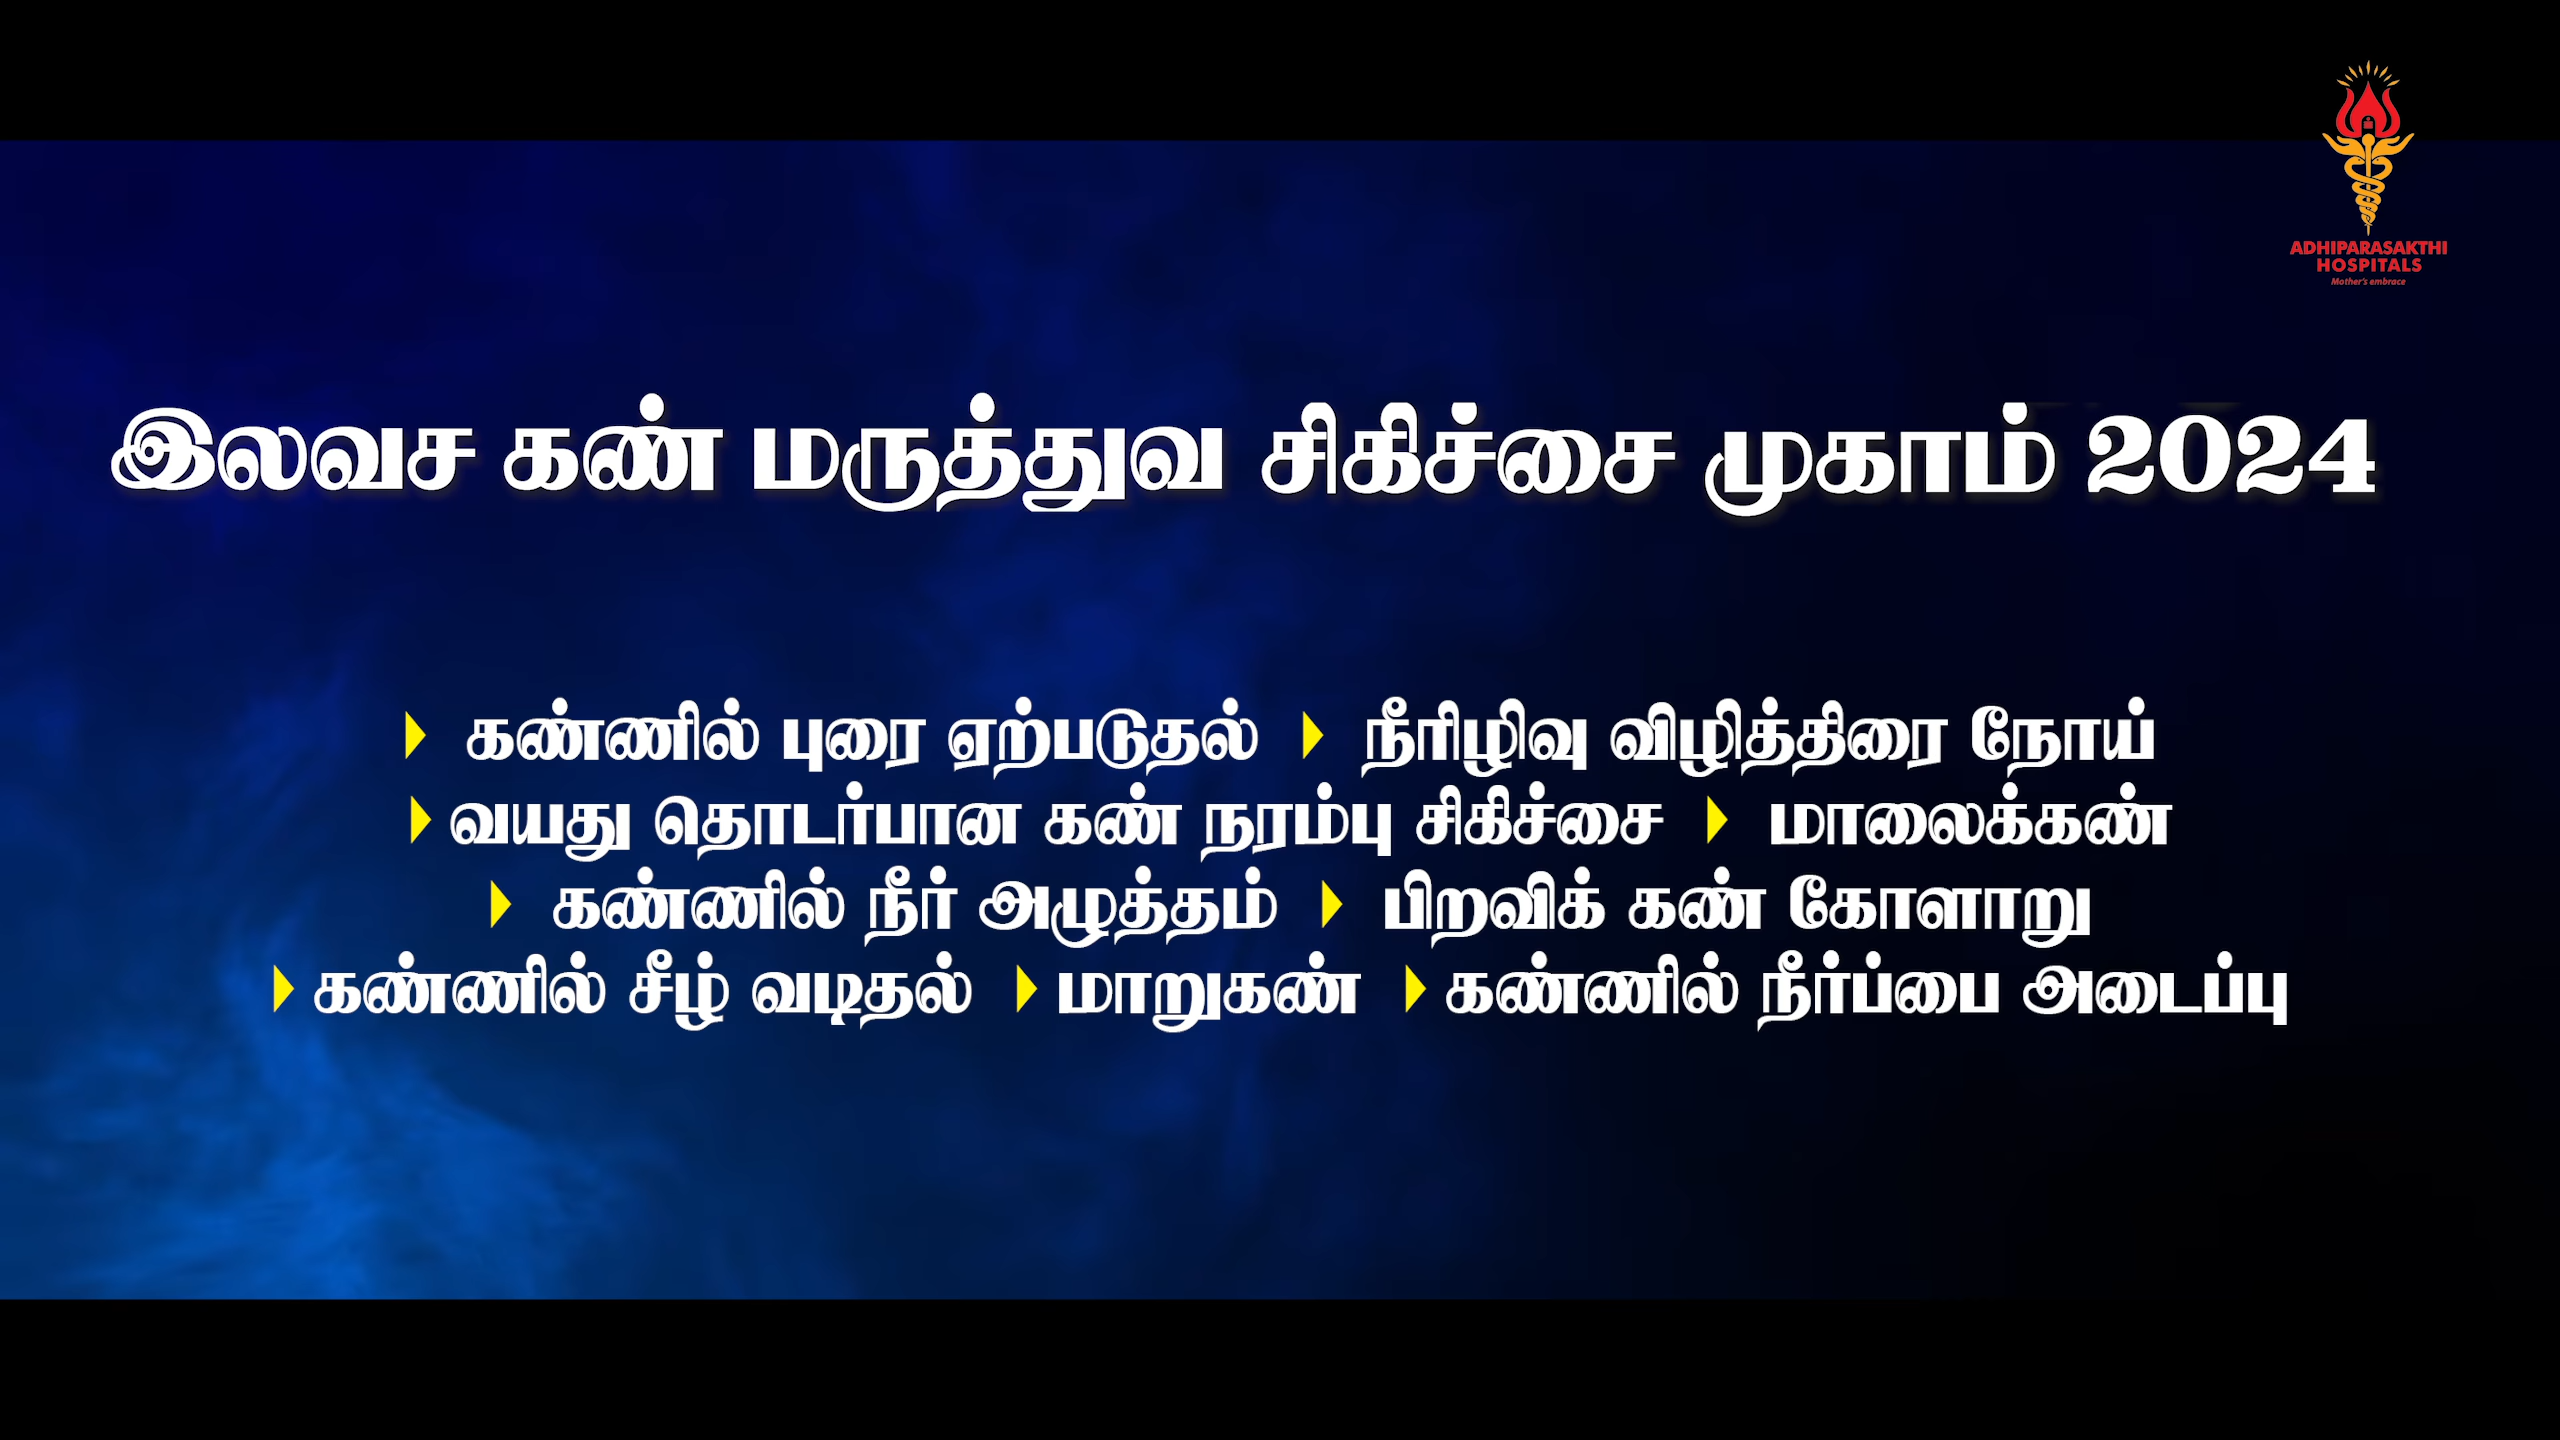 ADHIPARASAKTHI
HOSPITALS
Mother's embrace
இலவச கண் மருத்துவ சிகிச்சை முகாம் 2024
கண்ணில் புரை ஏற்படுதல் நீரிழிவு விழித்திரை நோய்
வயது தொடர்பான கண் நரம்பு சிகிச்சை மாலைக்கண்
கண்ணில் நீர் அழுத்தம் பிறவிக் கண் கோளாறு
கண்ணில் சீழ் வடிதல் மாறுகண் கண்ணில் நீர்ப்பை அடைப்பு